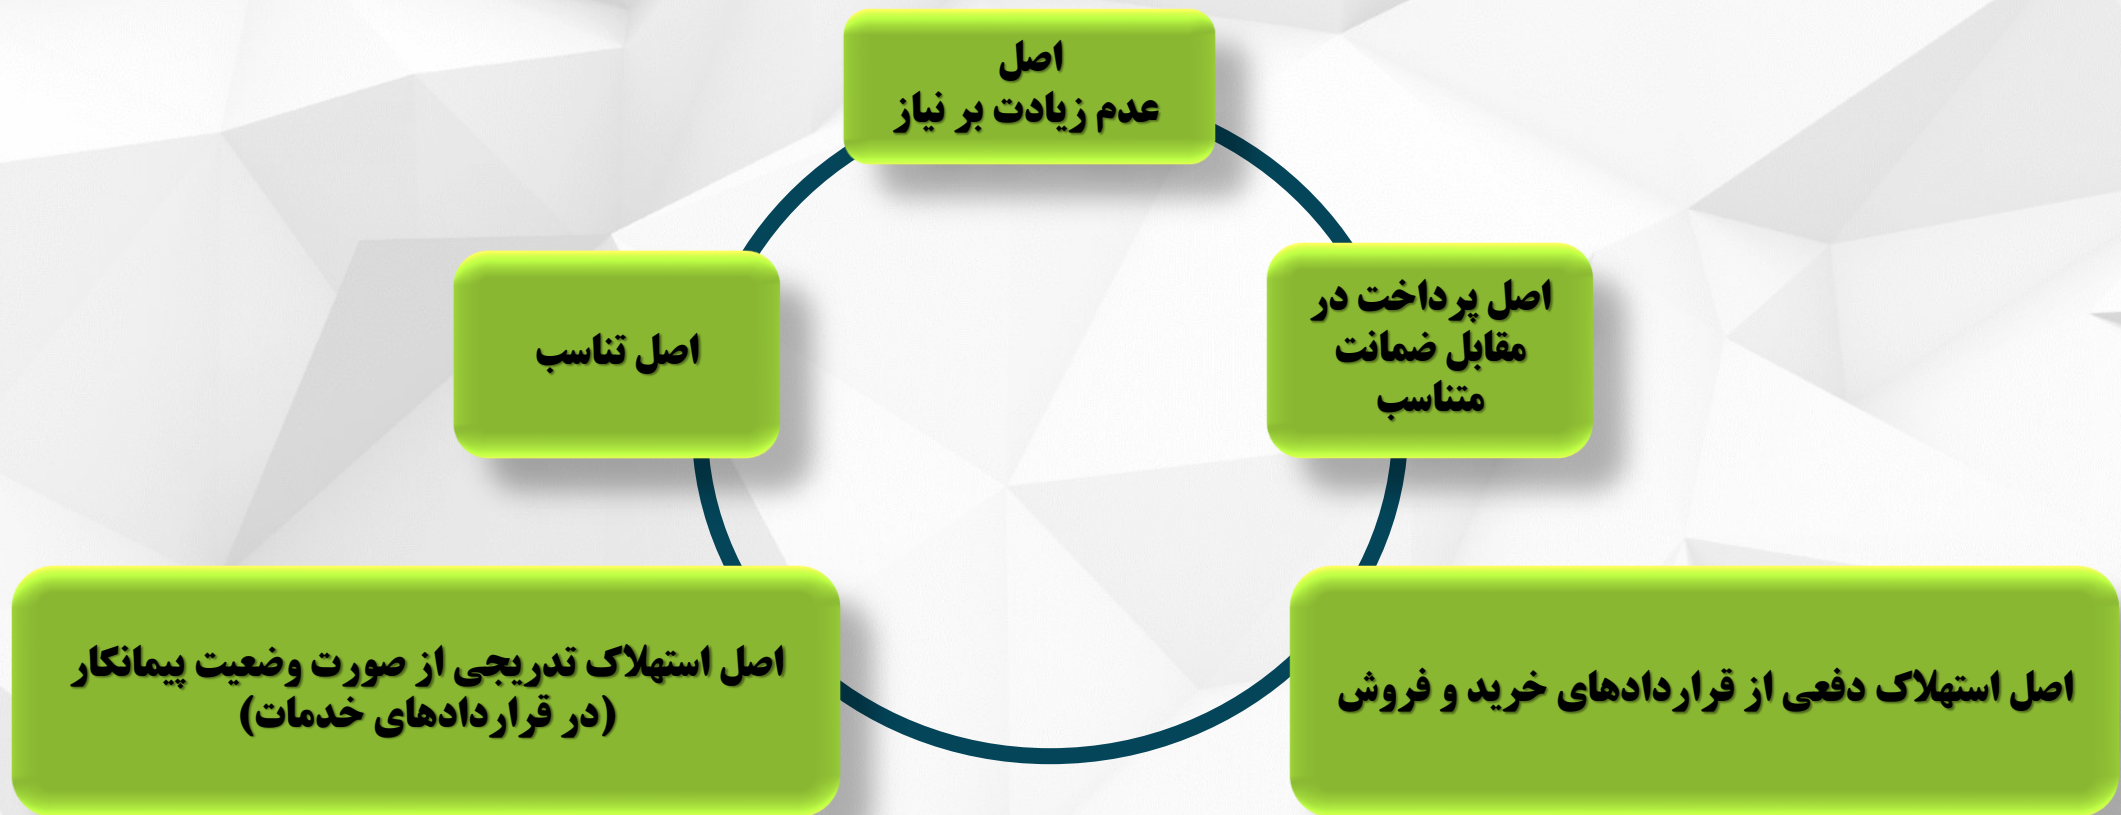 اصل
عدم زیادت بر نیاز
اصل پرداخت در
مقابل ضمانت
متناسب
اصل تناسب
اصل استهلاک دفعی از قراردادهای خرید و فروش
اصل استهلاک تدریجی از صورت وضعیت پیمانکار
(در قراردادهای خدمات)